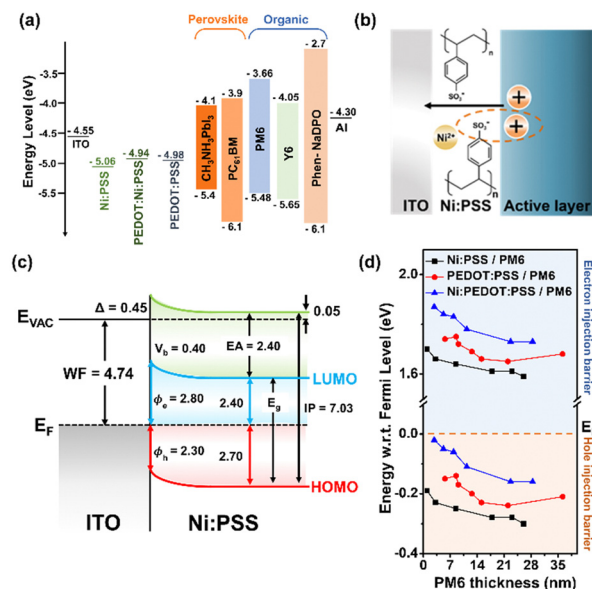 (a)
Perovskite Organic
Energy Level (eV)
-3.5
-4.0
-4.5
-5.0
-5.5
- 4.55
ITO
- 5.06
Ni:PSS
- 4.94
PEDOT:Ni:PSS
- 4.98
PEDOT:PSS
- 4.1
CH3NH3PbI3
- 5.4
- 3.9
PC61BM
- 6.1
- 3.66
PM6
- 5.48
- 4.05
Y6
- 5.65
- 2.7
Phen- NaDPO
- 6.1
- 4.30
Al
(b)
n
SO3-
+
+
SO3-
Ni2+
n
ITO Ni:PSS Active layer
(c)
Δ = 0.45
0.05
EVAC
Vb = 0.40
EA = 2.40
WF = 4.74
LUMO
ϕe = 2.80
2.40
Eg
IP = 7.03
EF
ϕh = 2.30
2.70
HOMO
ITO Ni:PSS
(d)
Ni:PSS / PM6
PEDOT:PSS / PM6
Ni:PEDOT:PSS / PM6
Energy w.r.t. Fermi Level (eV)
2.0
1.6
0.0
-0.2
-0.4
E
Electron injection barrier
Hole injection barrier
0 7 14 21 28 35
PM6 thickness (nm)